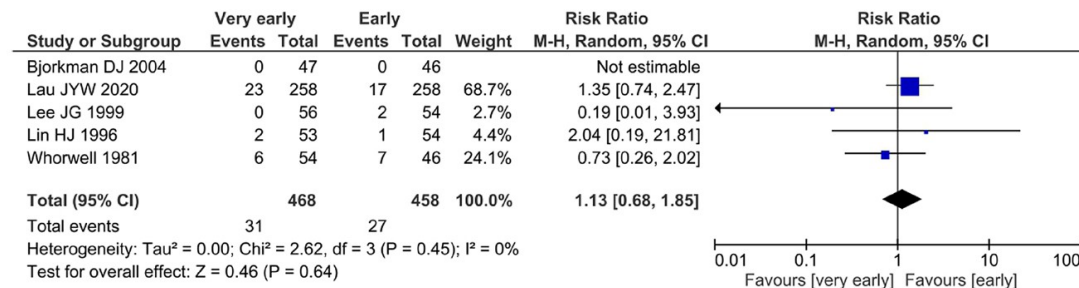 Very early Early Risk Ratio Risk Ratio
Study or Subgroup Events Total Events Total Weight M-H, Random, 95% CI M-H, Random, 95% CI
Bjorkman DJ 2004 0 47 0 46 Not estimable
Lau JYW 2020 23 258 17 258 68.7% 1.35 [0.74, 2.47]
Lee JG 1999 0 56 2 54 2.7% 0.19 [0.01, 3.93]
Lin HJ 1996 2 53 1 54 4.4% 2.04 [0.19, 21.81]
Whorwell 1981 6 54 7 46 24.1% 0.73 [0.26, 2.02]
Total (95% CI) 468 458 100.0% 1.13 [0.68, 1.85]
Total events 31 27
Heterogeneity: Tau² = 0.00; Chi² = 2.62, df = 3 (P = 0.45); I² = 0%
Test for overall effect: Z = 0.46 (P = 0.64)
0.01 0.1 1 10 100
Favours [very early] Favours [early]